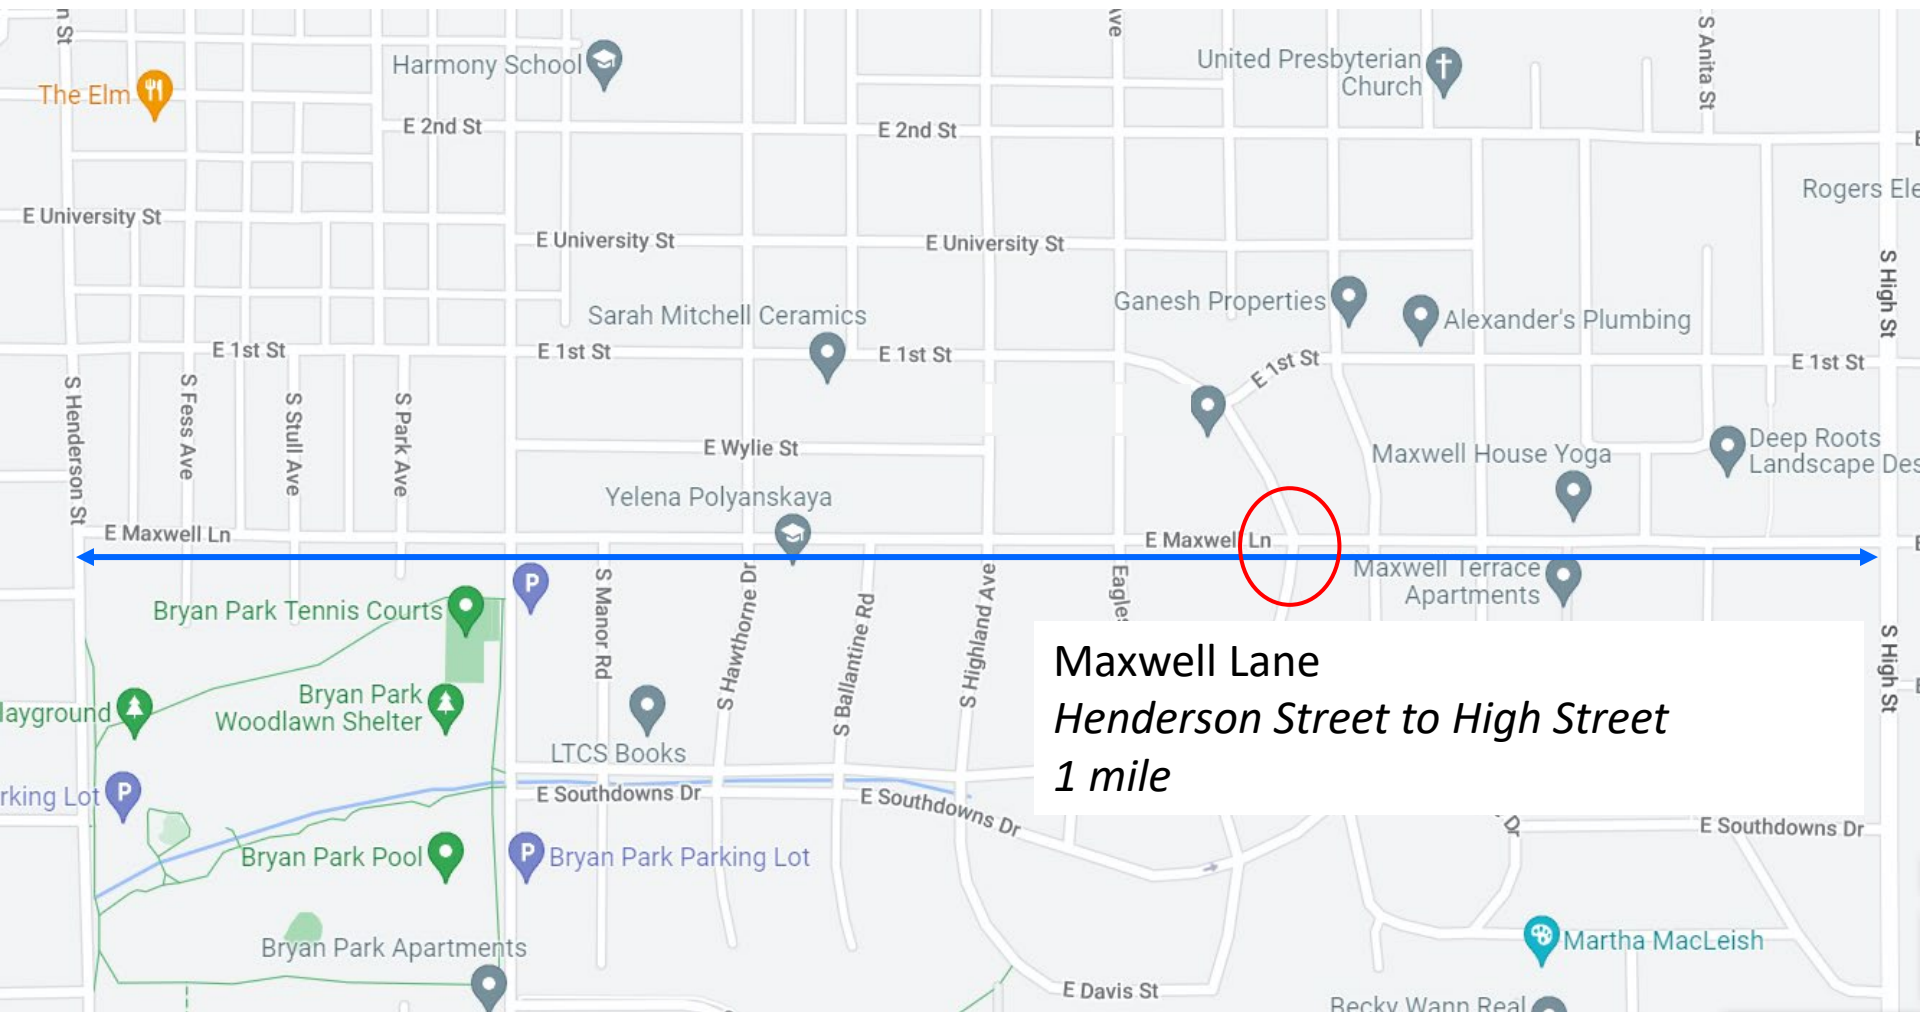 n St
Ave
S Anita St
Harmony School
United Presbyterian
Church
The Elm
E 2nd St
E 2nd St
Rogers Ele
E University St
E University St
E University St
S High St
Ganesh Properties
Sarah Mitchell Ceramics
Alexander's Plumbing
E 1st St
E 1st St
E 1st St
E 1st St
E 1st St
S Henderson St
S Fess Ave
S Stull Ave
S Park Ave
E Wylie St
Maxwell House Yoga
Deep Roots
Landscape Des
Yelena Polyanskaya
E Maxwell Ln
E Maxwell Ln
P
Maxwell Terrace
Apartments
Bryan Park Tennis Courts
S Manor Rd
S Hawthorne Dr
S Ballantine Rd
S Highland Ave
Eagles
S High St
Maxwell Lane
Henderson Street to High Street
1 mile
layground
Bryan Park
Woodlawn Shelter
LTCS Books
rking Lot P
E Southdowns Dr
E Southdowns Dr
Dr
E Southdowns Dr
Bryan Park Pool
P Bryan Park Parking Lot
Bryan Park Apartments
Martha MacLeish
E Davis St
Becky Wann Real